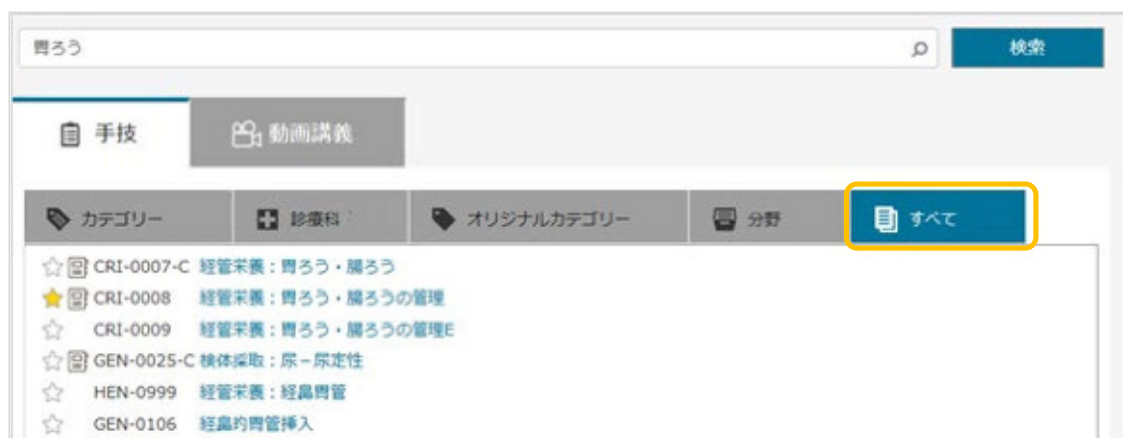 胃ろう
検索
手技 動画講義
カテゴリー 診療科 オリジナルカテゴリー 分野 すべて
CRI-0007-C 経管栄養：胃ろう・腸ろう
CRI-0008 経管栄養：胃ろう・腸ろうの管理
CRI-0009 経管栄養：胃ろう・腸ろうの管理E
GEN-0025-C 検体採取：尿－尿定性
HEN-0999 経管栄養：経鼻胃管
GEN-0106 経鼻的胃管挿入